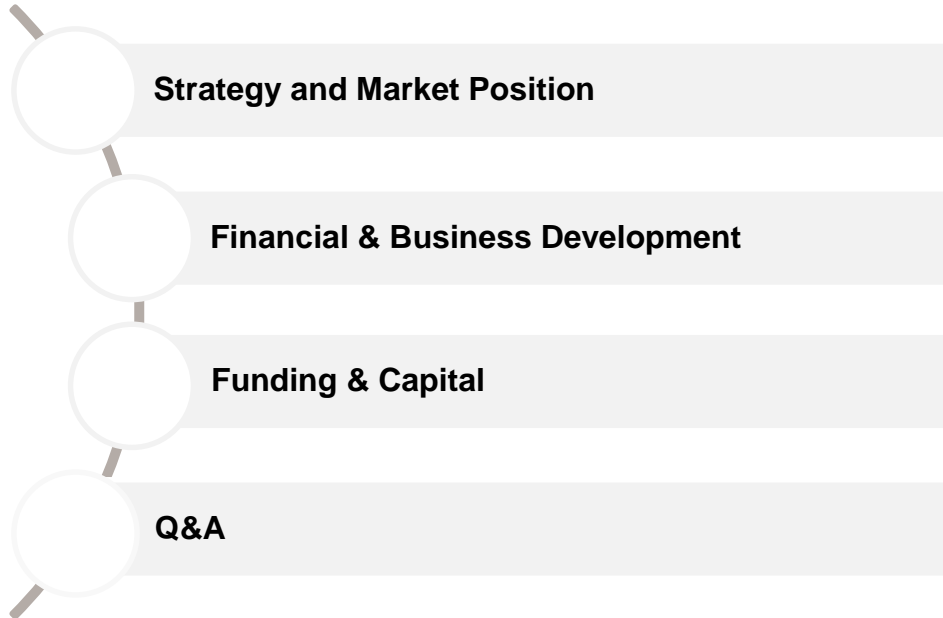 Strategy and Market Position
Financial & Business Development
Funding & Capital
Q&A